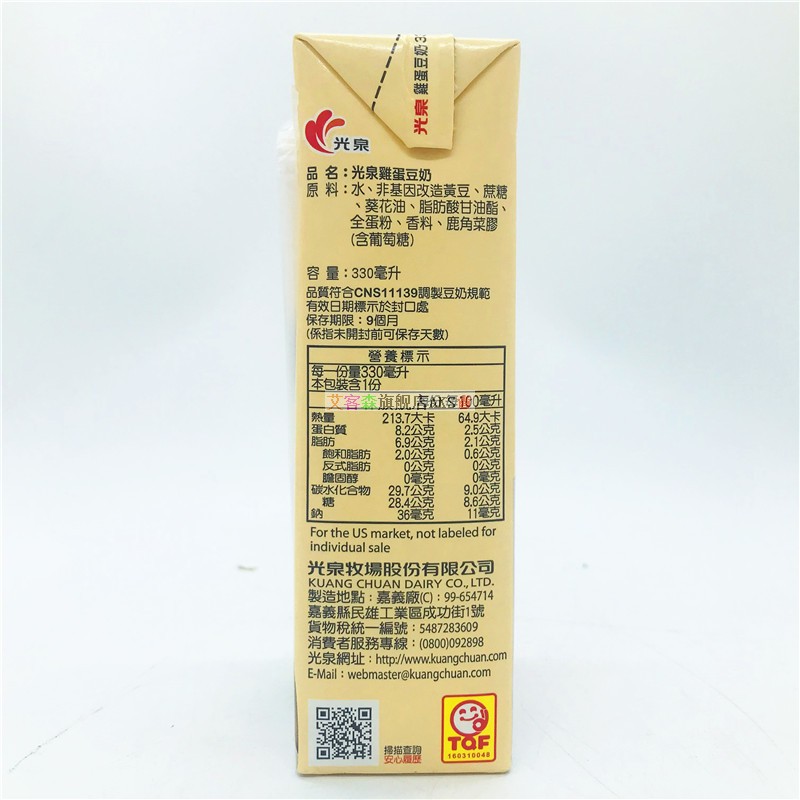 光泉雞蛋豆奶
光泉
品名：光泉雞蛋豆奶
原料：水、非基因改造黃豆、蔗糖
、葵花油、脂肪酸甘油酯、
全蛋粉、香料、鹿角菜膠
(含葡萄糖)
容量：330毫升
品質符合CNS11139調製豆奶規範
有效日期標示於封口處
保存期限：9個月
(係指未開封前可保存天數)
營養標示
每一份量330毫升
本包裝含1份
艾客森旗舰店
熱量 213.7大卡 64.9大卡
蛋白質 8.2公克 2.5公克
脂肪 6.9公克 2.1公克
飽和脂肪 2.0公克 0.6公克
反式脂肪 0公克 0公克
膽固醇 0毫克 0毫克
碳水化合物 29.7公克 9.0公克
糖 28.4公克 8.6公克
鈉 36毫克 11毫克
For the US market, not labeled for
individual sale
光泉牧場股份有限公司
KUANG CHUAN DAIRY CO., LTD.
製造地點：嘉義廠(C)：99-654714
嘉義縣民雄工業區成功街1號
貨物稅統一編號：5487283609
消費者服務專線：(0800)092898
光泉網址：http://www.kuangchuan.com
E-Mail：webmaster@kuangchuan.com
掃描查詢
安心履歷
TQF
160310048